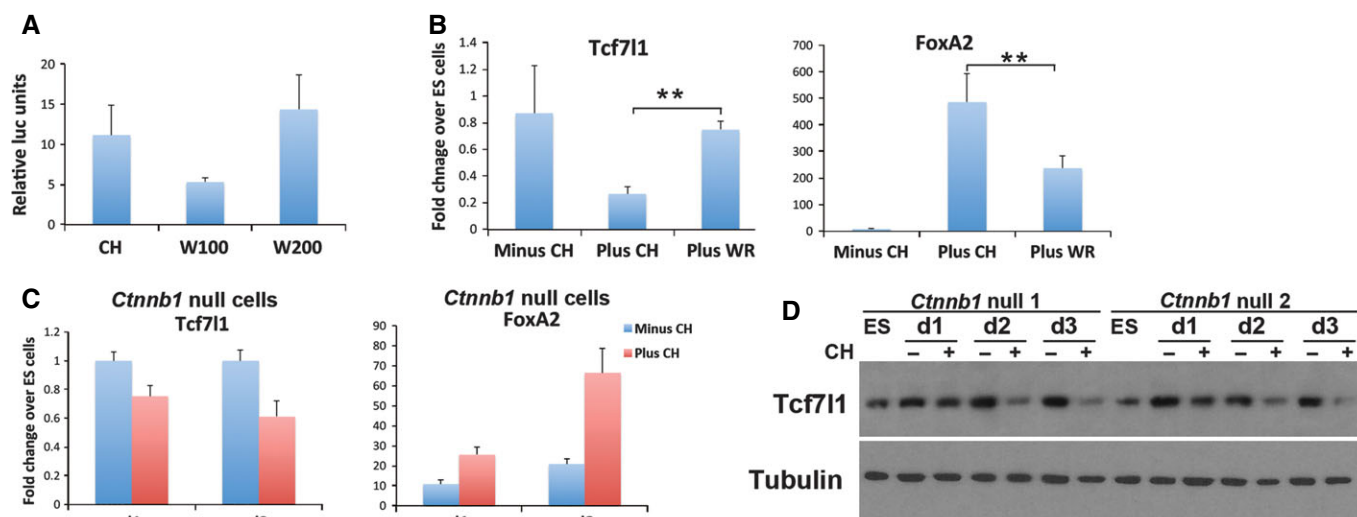 A
Relative luc units
20
15
10
5
0
CH W100 W200
B
Tcf7l1
Fold chnage over ES cells
1.4
1.2
1
0.8
0.6
0.4
0.2
0
**
Minus CH Plus CH Plus WR
FoxA2
700
600
500
400
300
200
100
0
**
Minus CH Plus CH Plus WR
C
Ctnnb1 null cells
Tcf7l1
Fold change over ES cells
1.2
1
0.8
0.6
0.4
0.2
0
Ctnnb1 null cells
FoxA2
90
80
70
60
50
40
30
20
10
0
Minus CH
Plus CH
D
Ctnnb1 null 1 Ctnnb1 null 2
ES d1 d2 d3 ES d1 d2 d3
CH − + − + − + − + − + − +
Tcf7l1
Tubulin